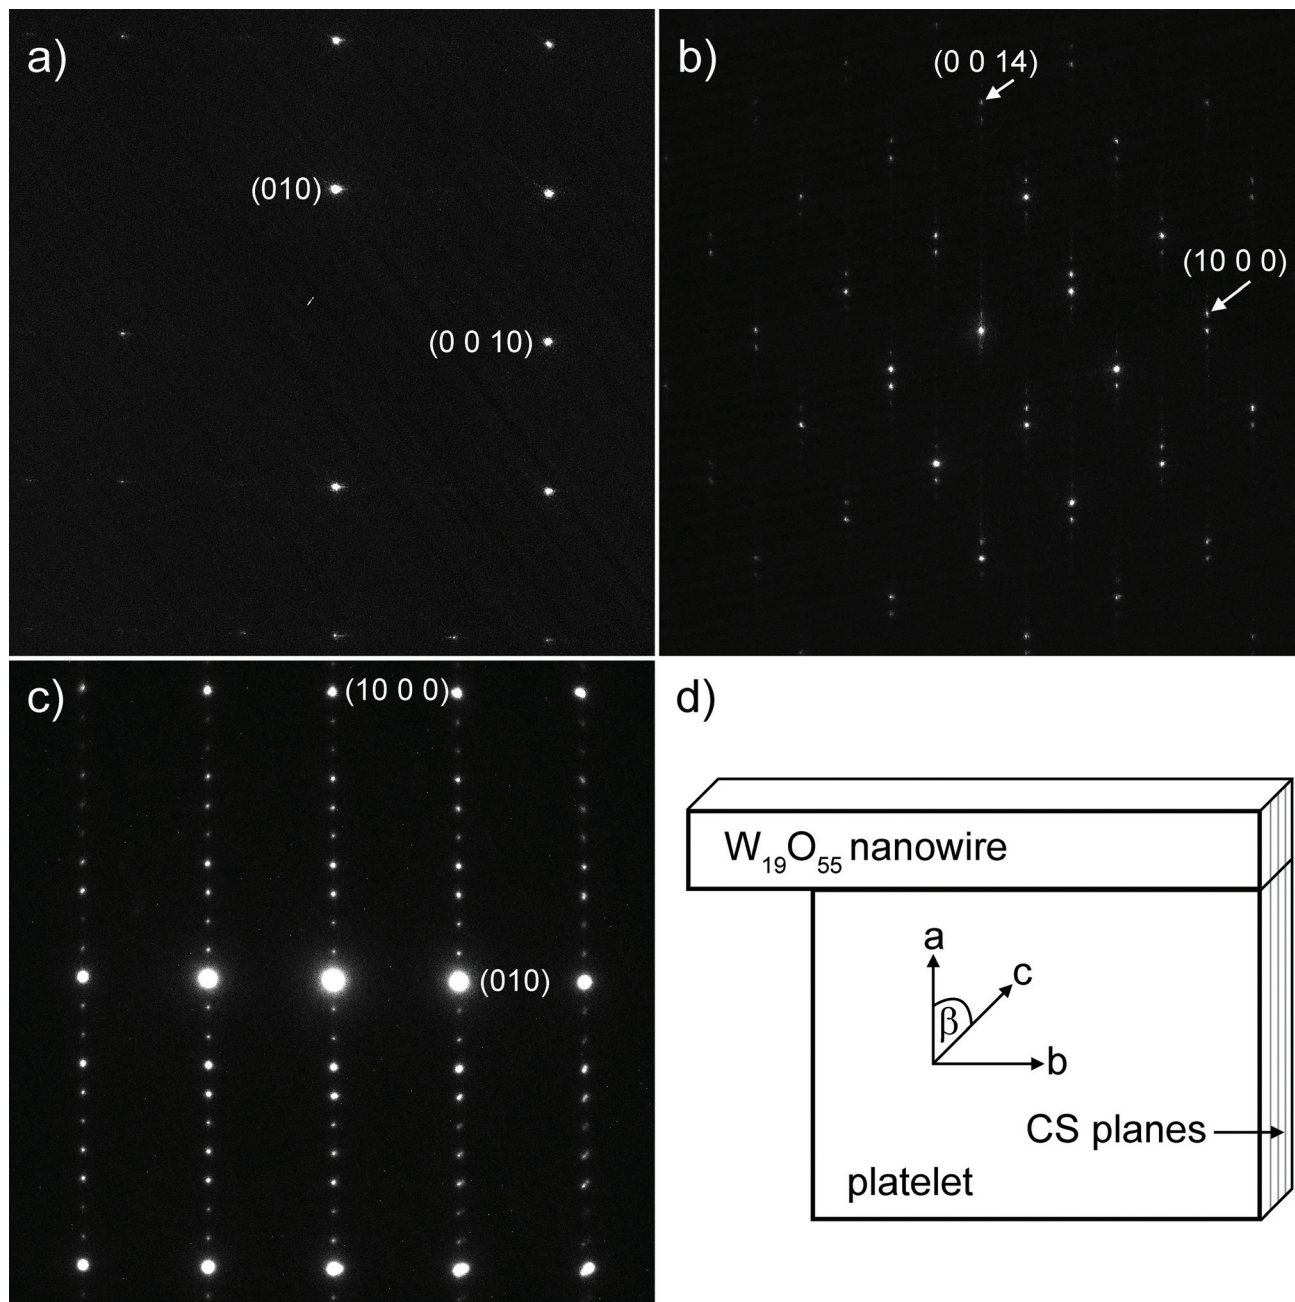 a)
(010)
(0 0 10)
b)
(0 0 14)
(10 0 0)
c)
(10 0 0)
(010)
d)
W₁₉O₅₅ nanowire
a
c
β
b
CS planes
platelet